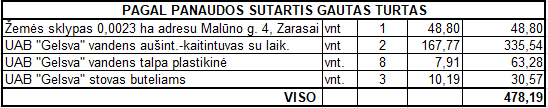 PAGAL PANAUDOS SUTARTIS GAUTAS TURTAS
Žemės sklypas 0,0023 ha adresu Malūno g. 4, Zarasai vnt 1 48,80 48,80
UAB "Gelsva" vandens aušint.-kaitintuvas su laik. vnt 2 167,77 335,54
UAB "Gelsva" vandens talpa plastikinė vnt. 8 7,91 63,28
UAB "Gelsva" stovas buteliams vnt. 3 10,19 30,57
VISO 478,19